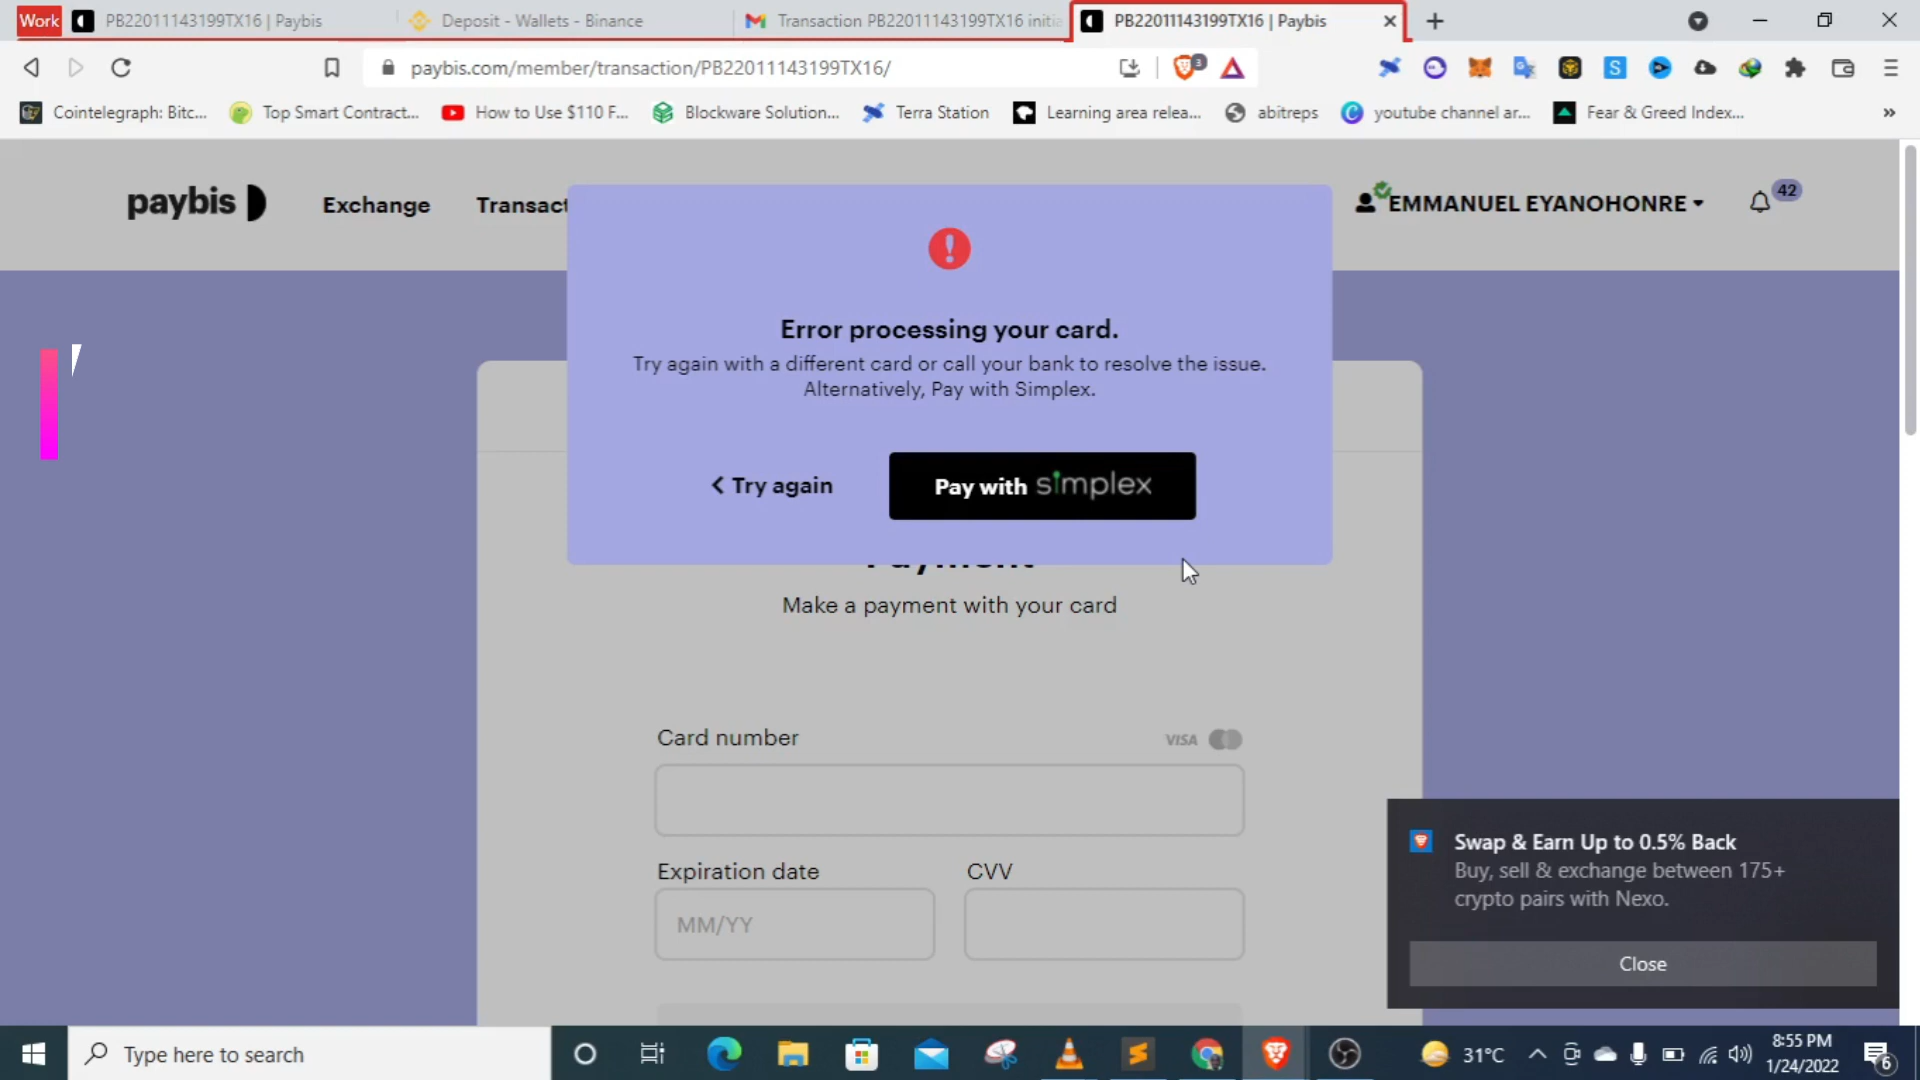 Work
PB22011143199TX16 | Paybis
Deposit - Wallets - Binance
Transaction PB22011143199TX16 initia
PB22011143199TX16 | Paybis
paybis.com/member/transaction/PB22011143199TX16/
3
Cointelegraph: Bitc...
Top Smart Contract...
How to Use $110 F...
Blockware Solution...
Terra Station
Learning area relea...
abitreps
youtube channel ar...
Fear & Greed Index...
»
paybis
Exchange
Transact
EMMANUEL EYANOHONRE
42
Error processing your card.
Try again with a different card or call your bank to resolve the issue.
Alternatively, Pay with Simplex.
Try again
Pay with simplex
Payment
Make a payment with your card
Card number
VISA
Expiration date
CVV
MM/YY
Swap & Earn Up to 0.5% Back
Buy, sell & exchange between 175+
crypto pairs with Nexo.
Close
Type here to search
31°C
8:55 PM
1/24/2022
6